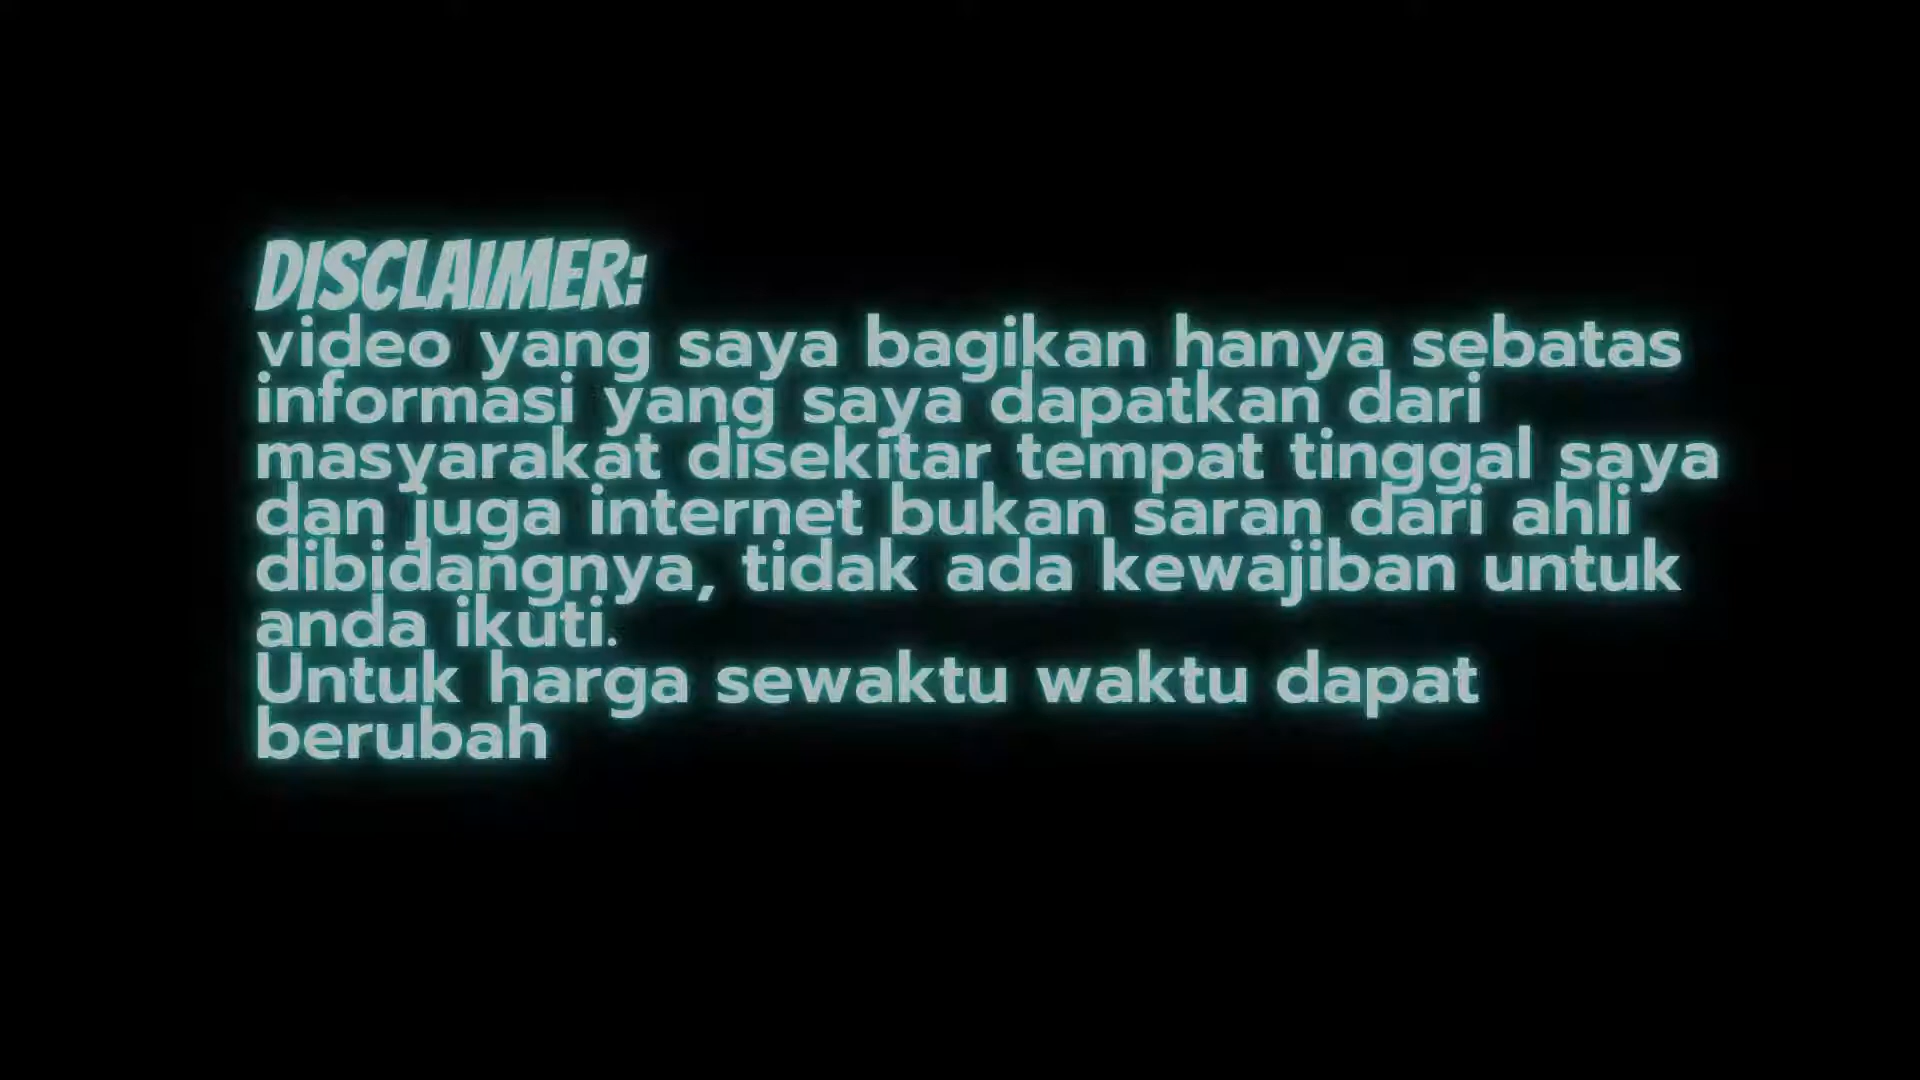 DISCLAIMER:
video yang saya bagikan hanya sebatas
informasi yang saya dapatkan dari
masyarakat disekitar tempat tinggal saya
dan juga internet bukan saran dari ahli
dibidangnya, tidak ada kewajiban untuk
anda ikuti.
Untuk harga sewaktu waktu dapat
berubah